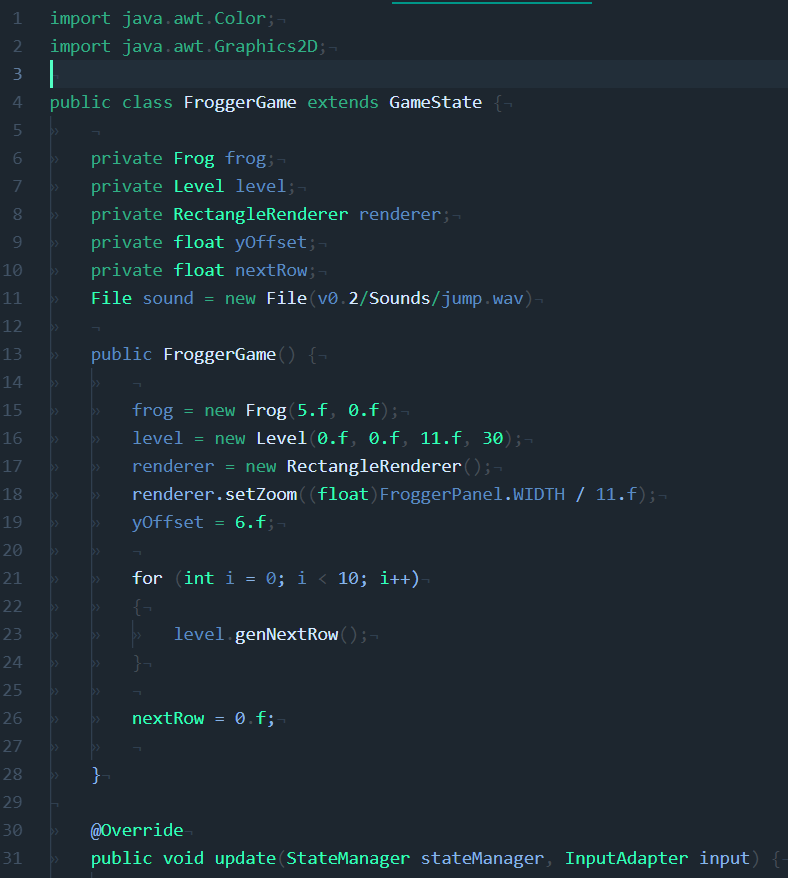 1 import java.awt.Color;
2 import java.awt.Graphics2D;
3
4 public class FroggerGame extends GameState {
5
6 private Frog frog;
7 private Level level;
8 private RectangleRenderer renderer;
9 private float yOffset;
10 private float nextRow;
11 File sound = new File(v0.2/Sounds/jump.wav)
12
13 public FroggerGame() {
14
15 frog = new Frog(5.f, 0.f);
16 level = new Level(0.f, 0.f, 11.f, 30);
17 renderer = new RectangleRenderer();
18 renderer.setZoom((float)FroggerPanel.WIDTH / 11.f);
19 yOffset = 6.f;
20
21 for (int i = 0; i < 10; i++)
22 {
23 level.genNextRow();
24 }
25
26 nextRow = 0.f;
27
28 }
29
30 @Override
31 public void update(StateManager stateManager, InputAdapter input) {